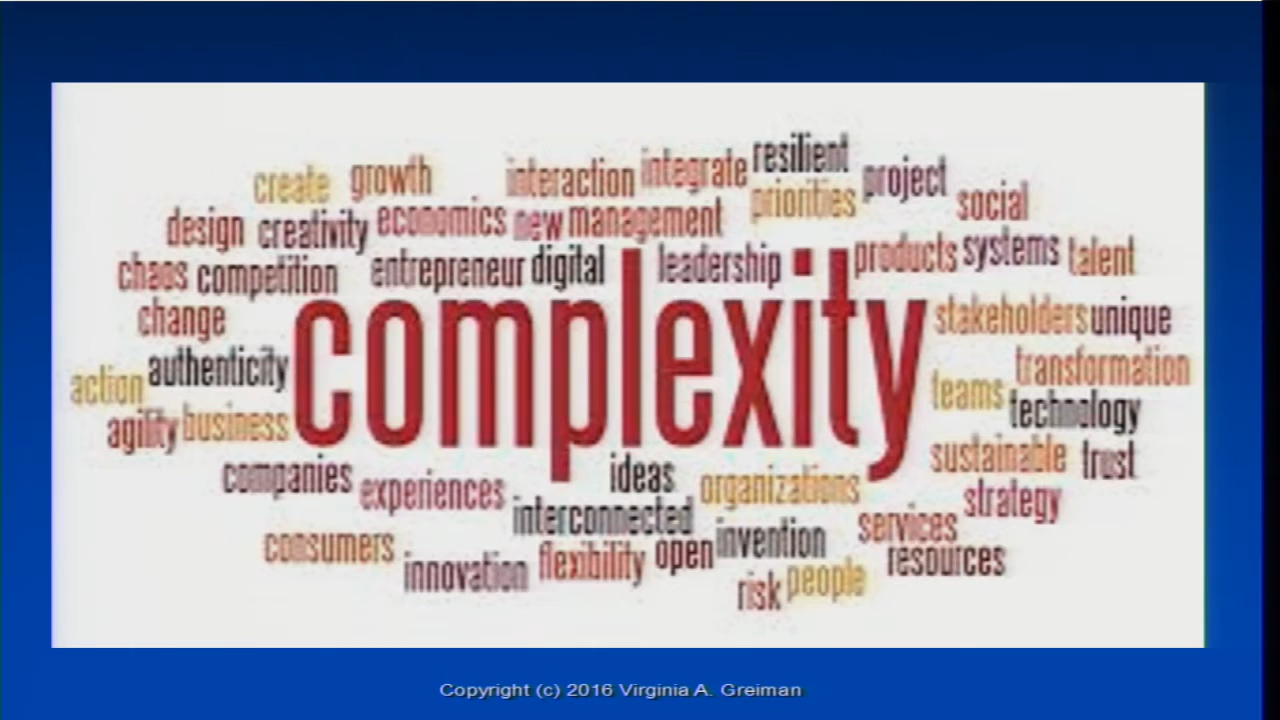 resilient
create growth interaction integrate priorities project
social
design creativity economics new management
chaos competition entrepreneur digital leadership products systems talent
change complexity stakeholders unique
action authenticity teams transformation
agility business technology
sustainable trust
companies experiences ideas organizations strategy
interconnected invention services
consumers innovation flexibility open resources
risk people
Copyright (c) 2016 Virginia A. Greiman